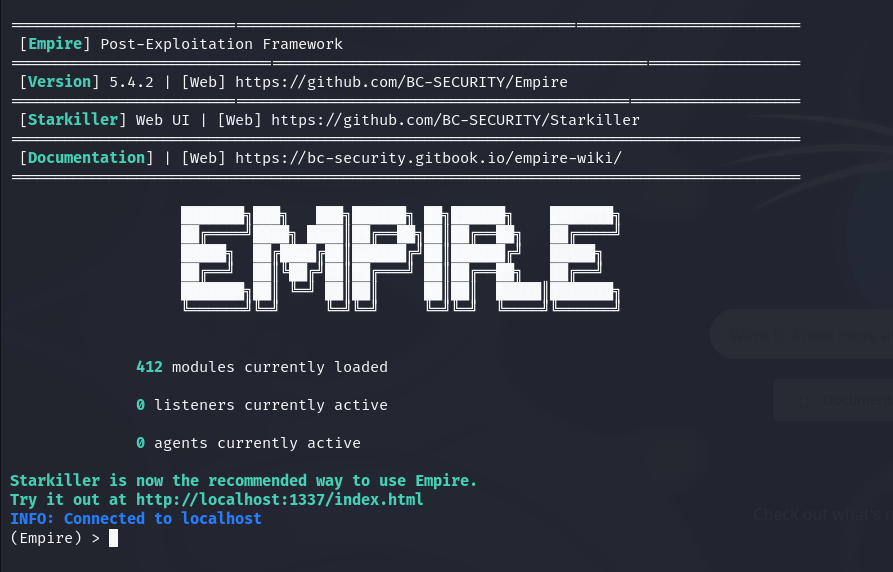 [Empire] Post-Exploitation Framework
[Version] 5.4.2 | [Web] https://github.com/BC-SECURITY/Empire
[Starkiller] Web UI | [Web] https://github.com/BC-SECURITY/Starkiller
[Documentation] | [Web] https://bc-security.gitbook.io/empire-wiki/
EMPIRE
412 modules currently loaded
0 listeners currently active
0 agents currently active
Starkiller is now the recommended way to use Empire.
Try it out at http://localhost:1337/index.html
INFO: Connected to localhost
(Empire) >
Check out what's